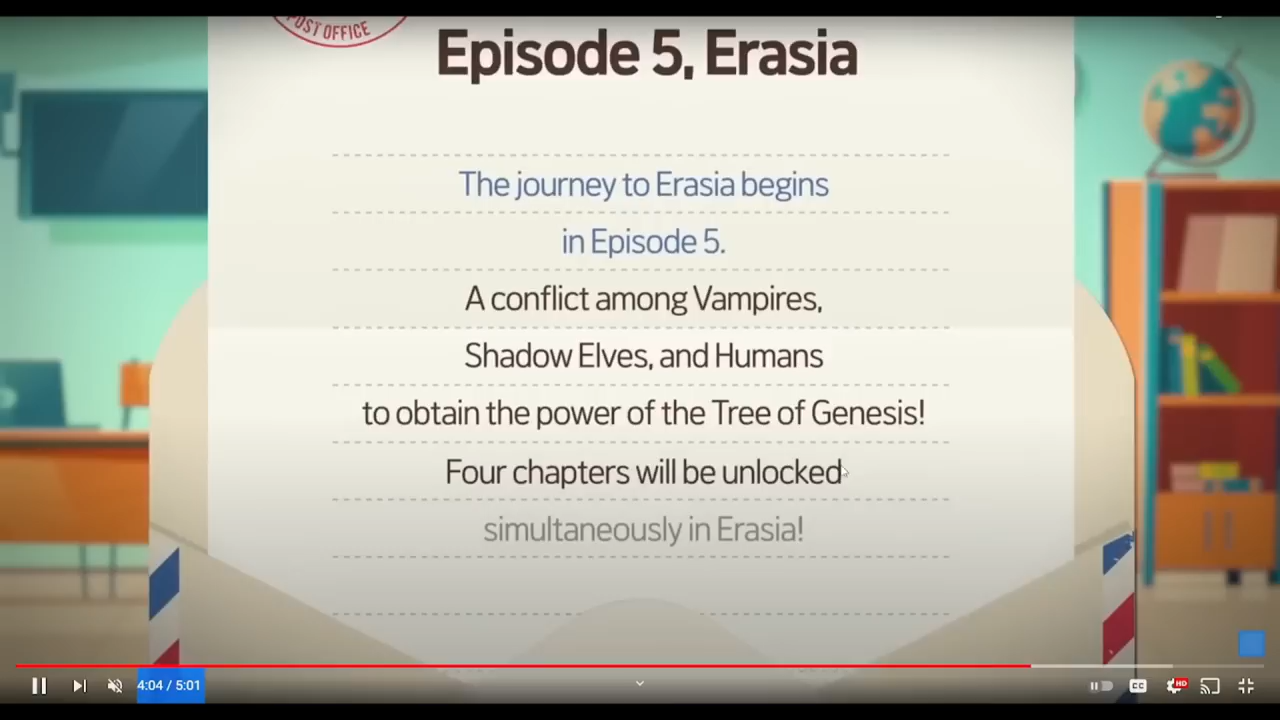 POST OFFICE
Episode 5, Erasia
The journey to Erasia begins
in Episode 5.
A conflict among Vampires,
Shadow Elves, and Humans
to obtain the power of the Tree of Genesis!
Four chapters will be unlocked
simultaneously in Erasia!
4:04 / 5:01
CC
HD